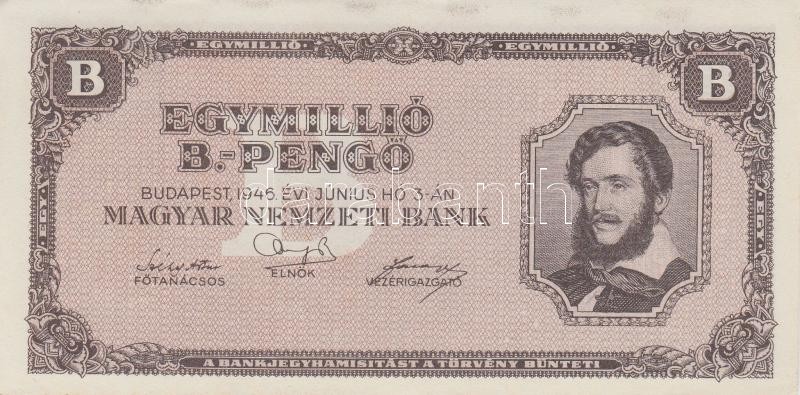 EGYMILLIÓ EGYMILLIÓ
B B
EGYMILLIÓ
B.-PENGŐ
BUDAPEST, 1946. ÉVI JÚNIUS HÓ 3-ÁN
MAGYAR NEMZETI BANK
FŐTANÁCSOS ELNÖK VEZÉRIGAZGATÓ
A BANKJEGYHAMISÍTÁST A TÖRVÉNY BÜNTETI